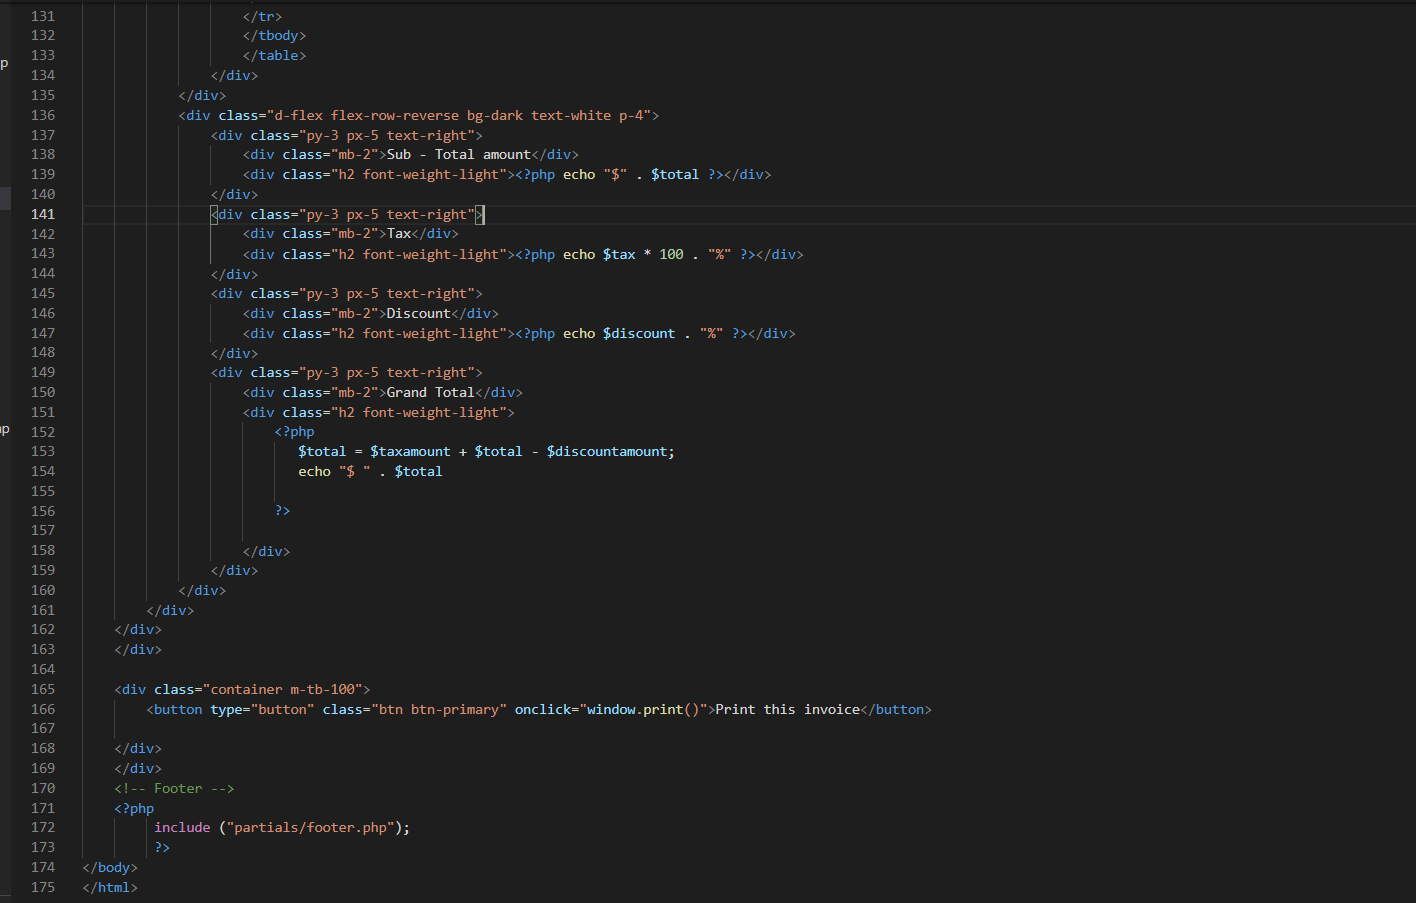 p
np
131 </tr>
132 </tbody>
133 </table>
134 </div>
135 </div>
136 <div class="d-flex flex-row-reverse bg-dark text-white p-4">
137 <div class="py-3 px-5 text-right">
138 <div class="mb-2">Sub - Total amount</div>
139 <div class="h2 font-weight-light"><?php echo "$" . $total ?></div>
140 </div>
141 <div class="py-3 px-5 text-right">
142 <div class="mb-2">Tax</div>
143 <div class="h2 font-weight-light"><?php echo $tax * 100 . "%" ?></div>
144 </div>
145 <div class="py-3 px-5 text-right">
146 <div class="mb-2">Discount</div>
147 <div class="h2 font-weight-light"><?php echo $discount . "%" ?></div>
148 </div>
149 <div class="py-3 px-5 text-right">
150 <div class="mb-2">Grand Total</div>
151 <div class="h2 font-weight-light">
152 <?php
153 $total = $taxamount + $total - $discountamount;
154 echo "$ " . $total
155
156 ?>
157
158 </div>
159 </div>
160 </div>
161 </div>
162 </div>
163 </div>
164
165 <div class="container m-tb-100">
166 <button type="button" class="btn btn-primary" onclick="window.print()">Print this invoice</button>
167
168 </div>
169 </div>
170 <!-- Footer -->
171 <?php
172 include ("partials/footer.php");
173 ?>
174 </body>
175 </html>